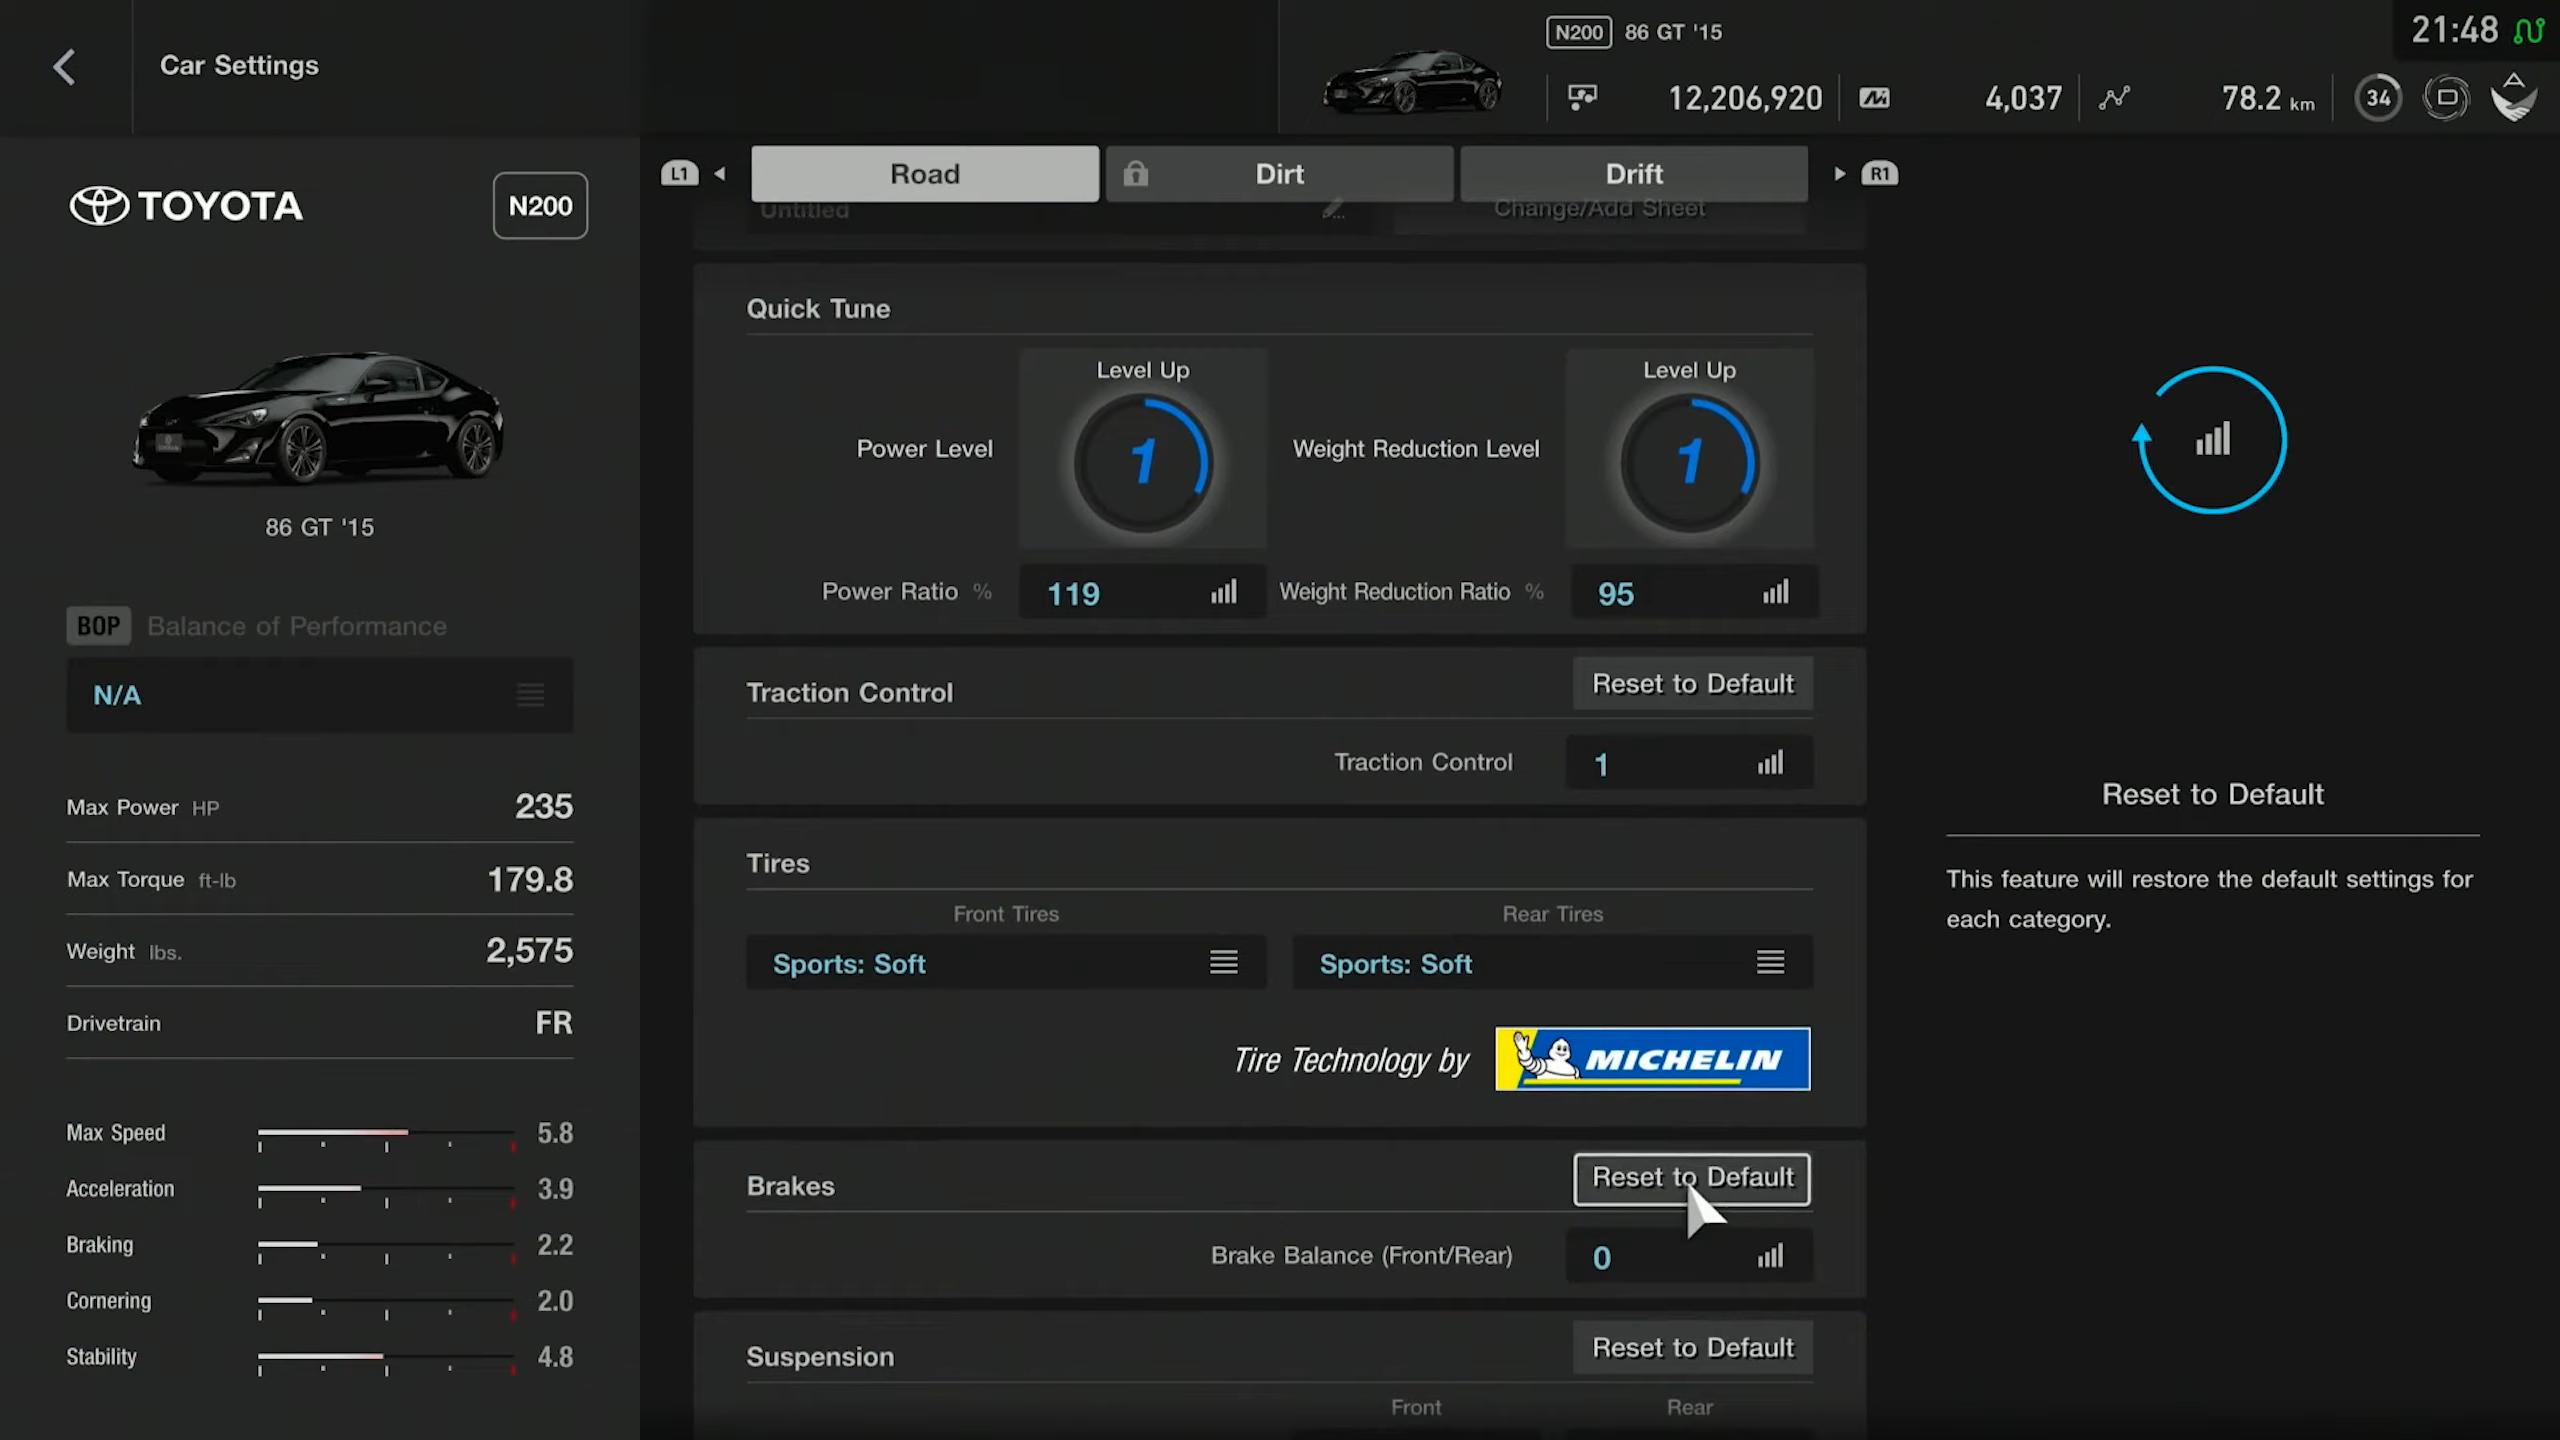 Car Settings
N200 86 GT '15
21:48
12,206,920
4,037
78.2 km
34
TOYOTA
N200
86 GT '15
BOP Balance of Performance
N/A
Max Power HP 235
Max Torque ft-lb 179.8
Weight lbs. 2,575
Drivetrain FR
Max Speed 5.8
Acceleration 3.9
Braking 2.2
Cornering 2.0
Stability 4.8
L1 Road Dirt Drift R1
Untitled Change/Add Sheet
Quick Tune
Level Up Level Up
Power Level 1 Weight Reduction Level 1
Power Ratio % 119 Weight Reduction Ratio % 95
Traction Control Reset to Default
Traction Control 1
Tires
Front Tires Rear Tires
Sports: Soft Sports: Soft
Tire Technology by MICHELIN
Brakes Reset to Default
Brake Balance (Front/Rear) 0
Suspension Reset to Default
Front Rear
Reset to Default
This feature will restore the default settings for
each category.